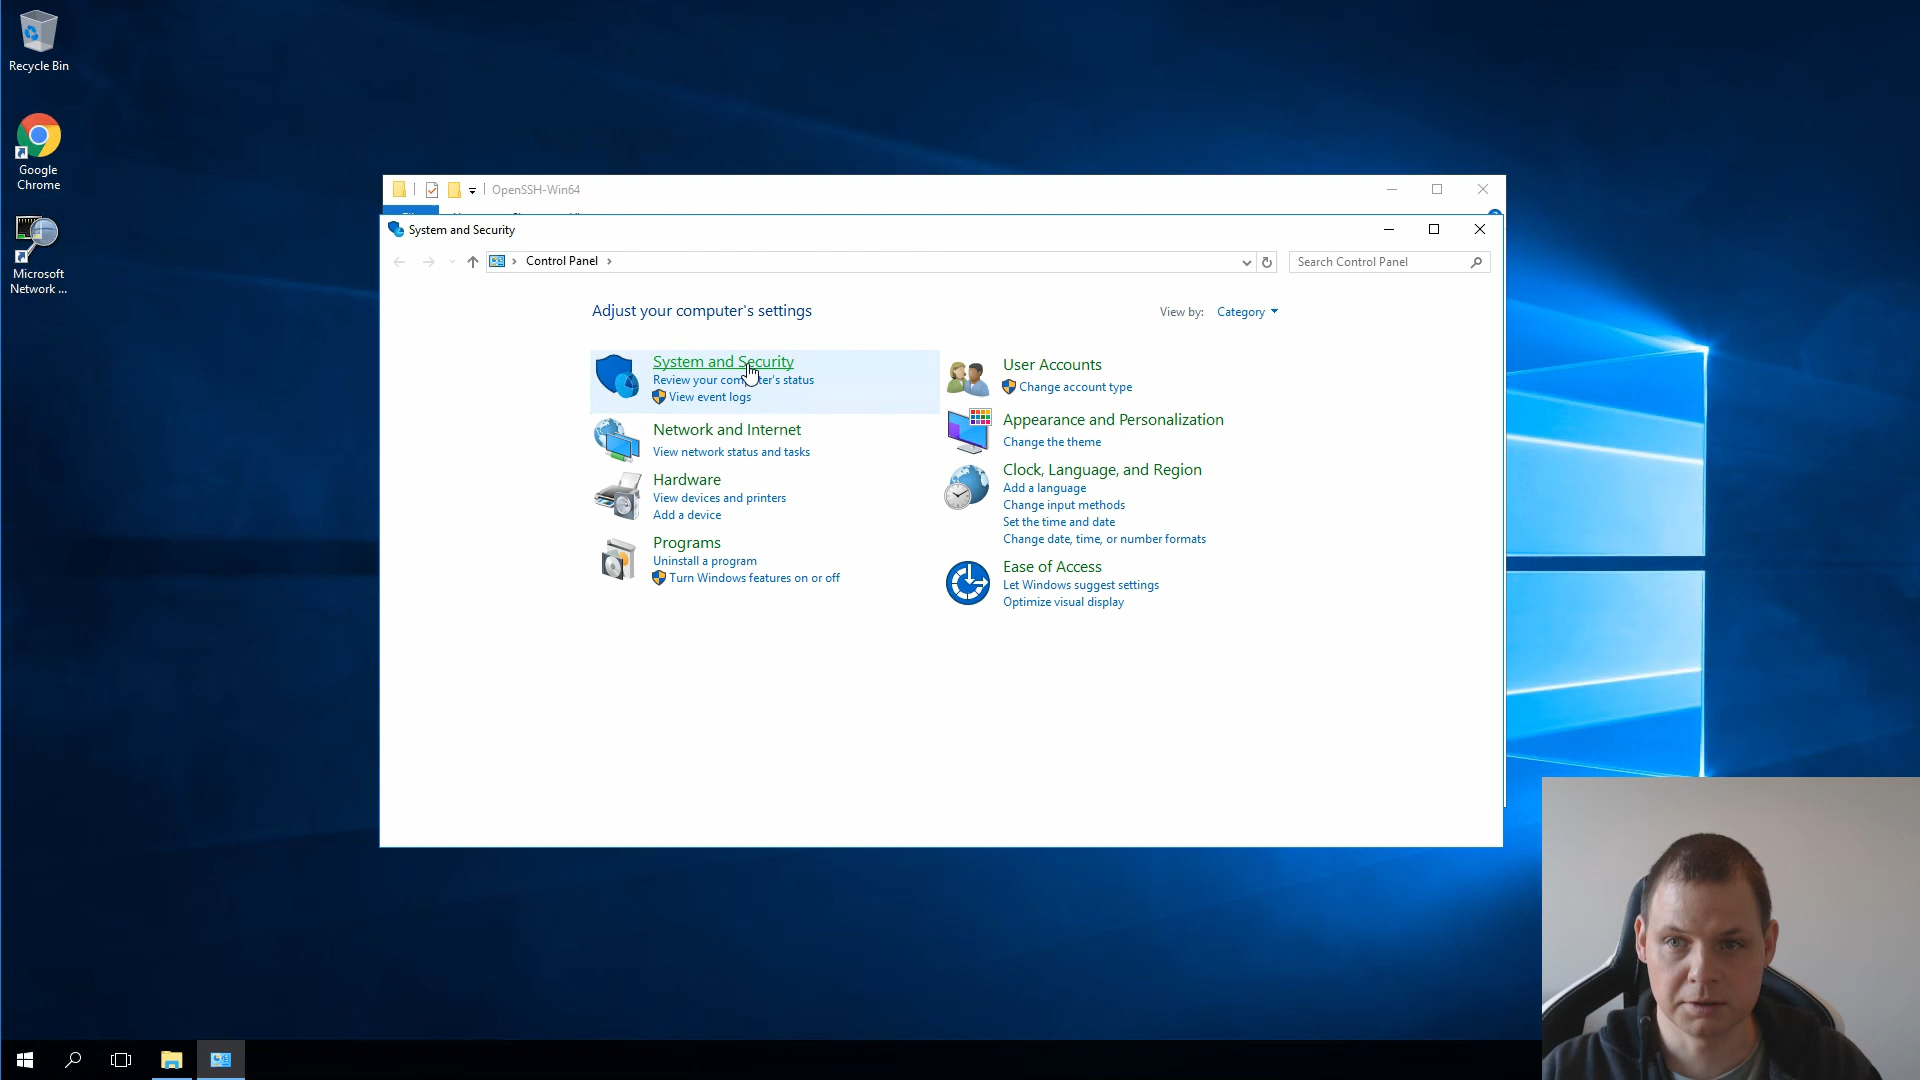 Recycle Bin
Google
Chrome
Microsoft
Network ...
OpenSSH-Win64
System and Security
Control Panel
Search Control Panel
Adjust your computer's settings
View by: Category
System and Security
Review your computer's status
View event logs
Network and Internet
View network status and tasks
Hardware
View devices and printers
Add a device
Programs
Uninstall a program
Turn Windows features on or off
User Accounts
Change account type
Appearance and Personalization
Change the theme
Clock, Language, and Region
Add a language
Change input methods
Set the time and date
Change date, time, or number formats
Ease of Access
Let Windows suggest settings
Optimize visual display